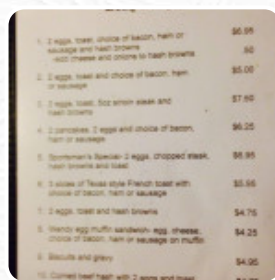 1. 2 eggs, toast, choice of bacon, ham or $6.95
sausage and hash browns
add cheese and onions to hash browns .50
2. 2 eggs, toast and choice of bacon, ham $5.00
or sausage
3. 2 eggs, toast, 5oz sirloin steak and $7.50
hash browns
4. 2 pancakes, 2 eggs and choice of bacon, $6.25
ham or sausage
5. Sportsman's Special- 2 eggs, chopped steak, $6.95
hash browns and toast
6. 3 slices of Texas style French toast with $5.95
choice of bacon, ham or sausage
7. 2 eggs, toast and hash browns $4.75
8. Wendy egg muffin sandwich- egg, cheese, $4.25
choice of bacon, ham or sausage on muffin
9. Biscuits and gravy $4.95
10. Corned beef hash with 2 eggs and toast